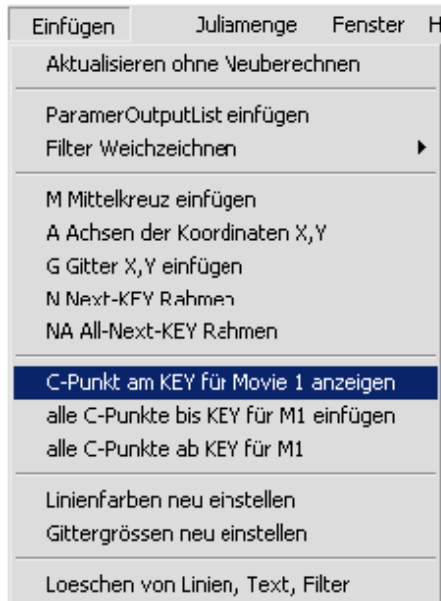 Einfügen Juliamenge Fenster H
Aktualisieren ohne Neuberechnen
ParamerOutputList einfügen
Filter Weichzeichnen
M Mittelkreuz einfügen
A Achsen der Koordinaten X,Y
G Gitter X,Y einfügen
N Next-KEY Rahmen
NA All-Next-KEY Rahmen
C-Punkt am KEY für Movie 1 anzeigen
alle C-Punkte bis KEY für M1 einfügen
alle C-Punkte ab KEY für M1
Linienfarben neu einstellen
Gittergrössen neu einstellen
Loeschen von Linien, Text, Filter